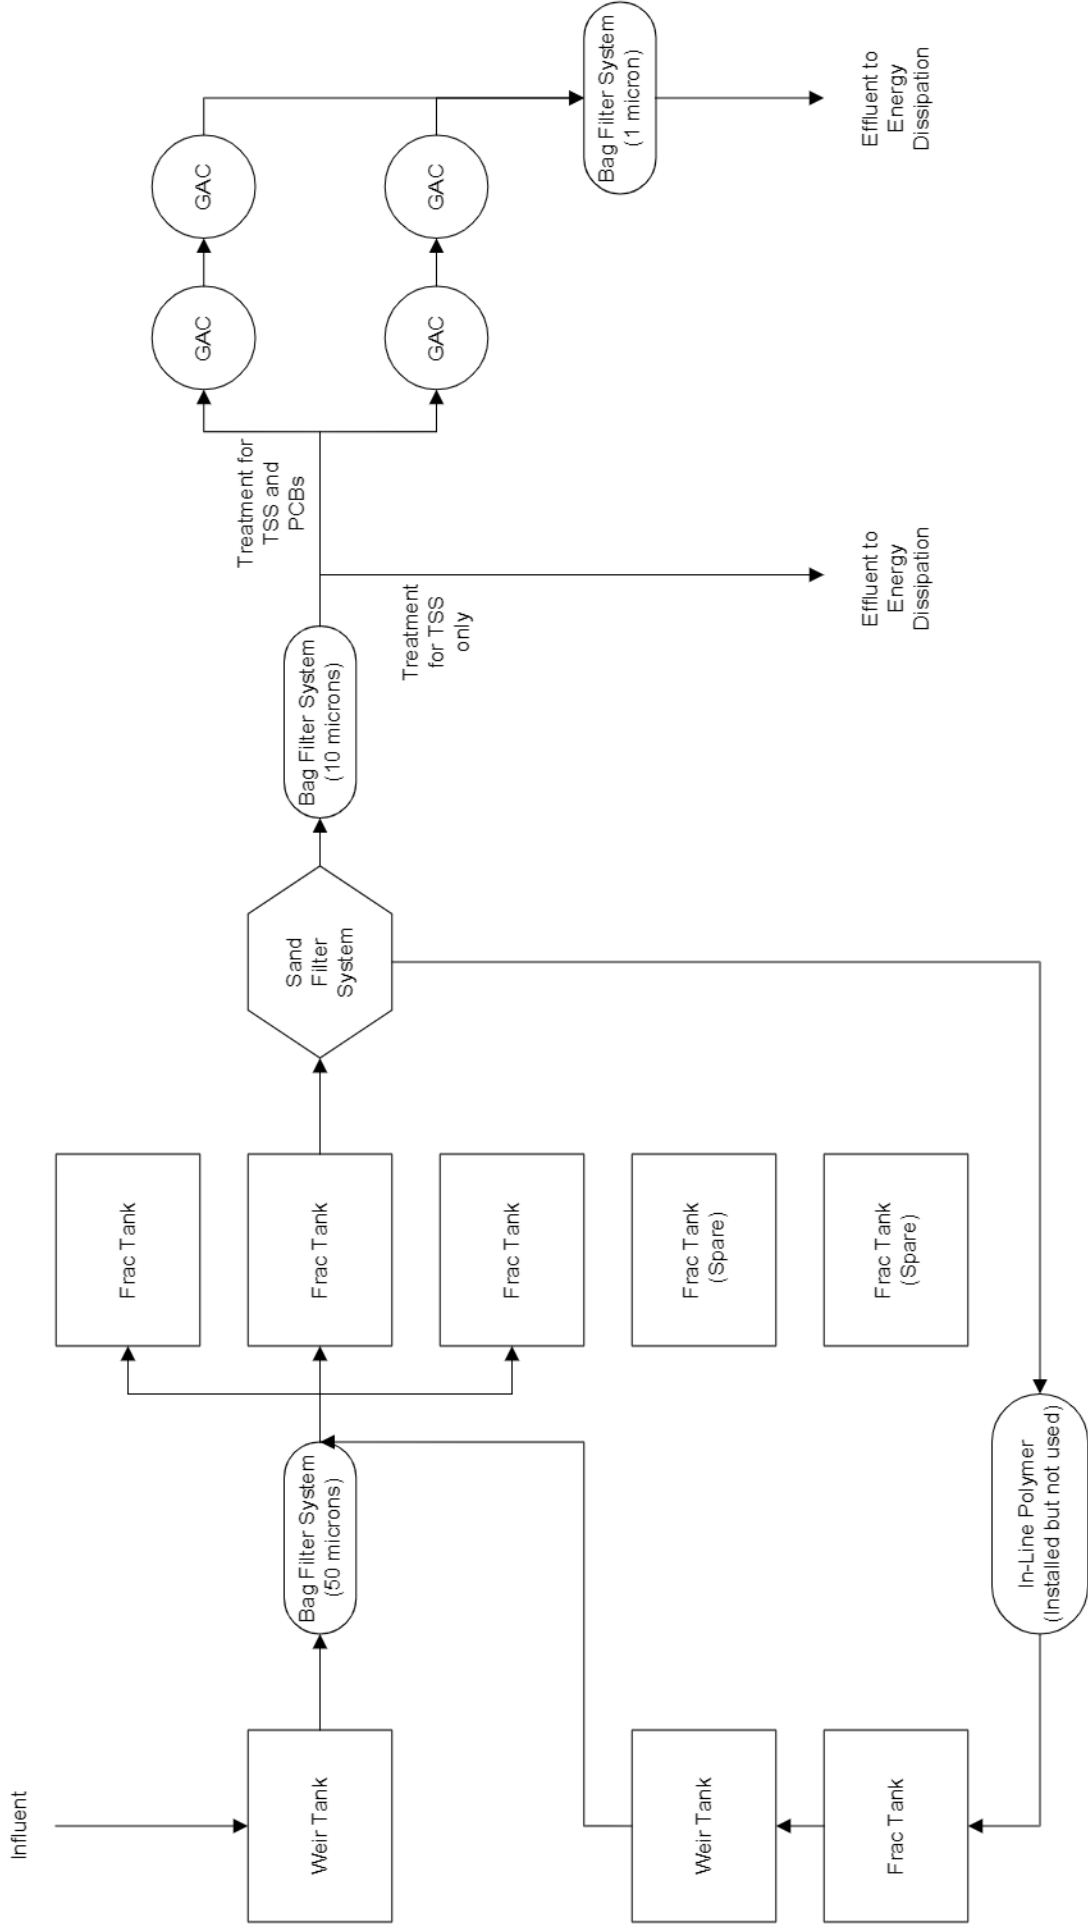 Influent
Weir Tank
Bag Filter System
(50 microns)
Frac Tank
Frac Tank
Frac Tank
Frac Tank
(Spare)
Frac Tank
(Spare)
Sand
Filter
System
Bag Filter System
(10 microns)
Treatment for
TSS and
PCBs
Treatment
for TSS
only
Effluent to
Energy
Dissipation
GAC
GAC
GAC
GAC
Bag Filter System
(1 micron)
Effluent to
Energy
Dissipation
In-Line Polymer
(Installed but not used)
Frac Tank
Weir Tank